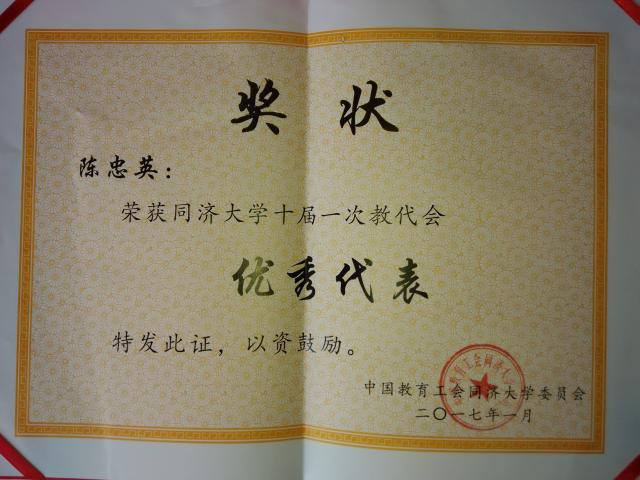 奖状
陈忠英：
荣获同济大学十届一次教代会
优秀代表
特发此证，以资鼓励。
中国教育工会同济大学委员会
二〇一七年一月